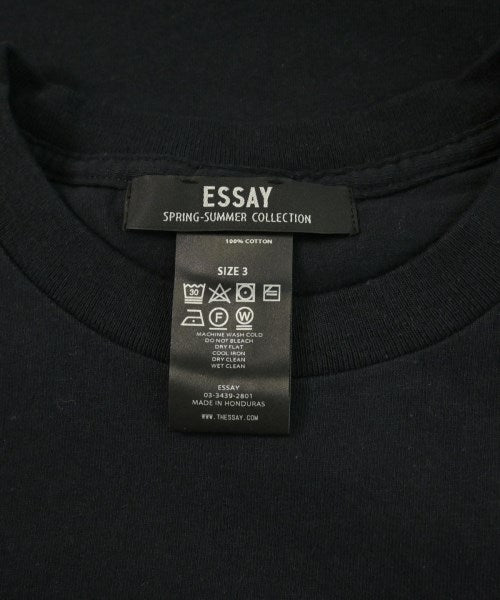 ESSAY
SPRING-SUMMER COLLECTION
100% COTTON
SIZE 3
30
F W
MACHINE WASH COLD
DO NOT BLEACH
DRY FLAT
COOL IRON
DRY CLEAN
WET CLEAN
ESSAY
03-3439-2801
MADE IN HONDURAS
WWW.THESSAY.COM